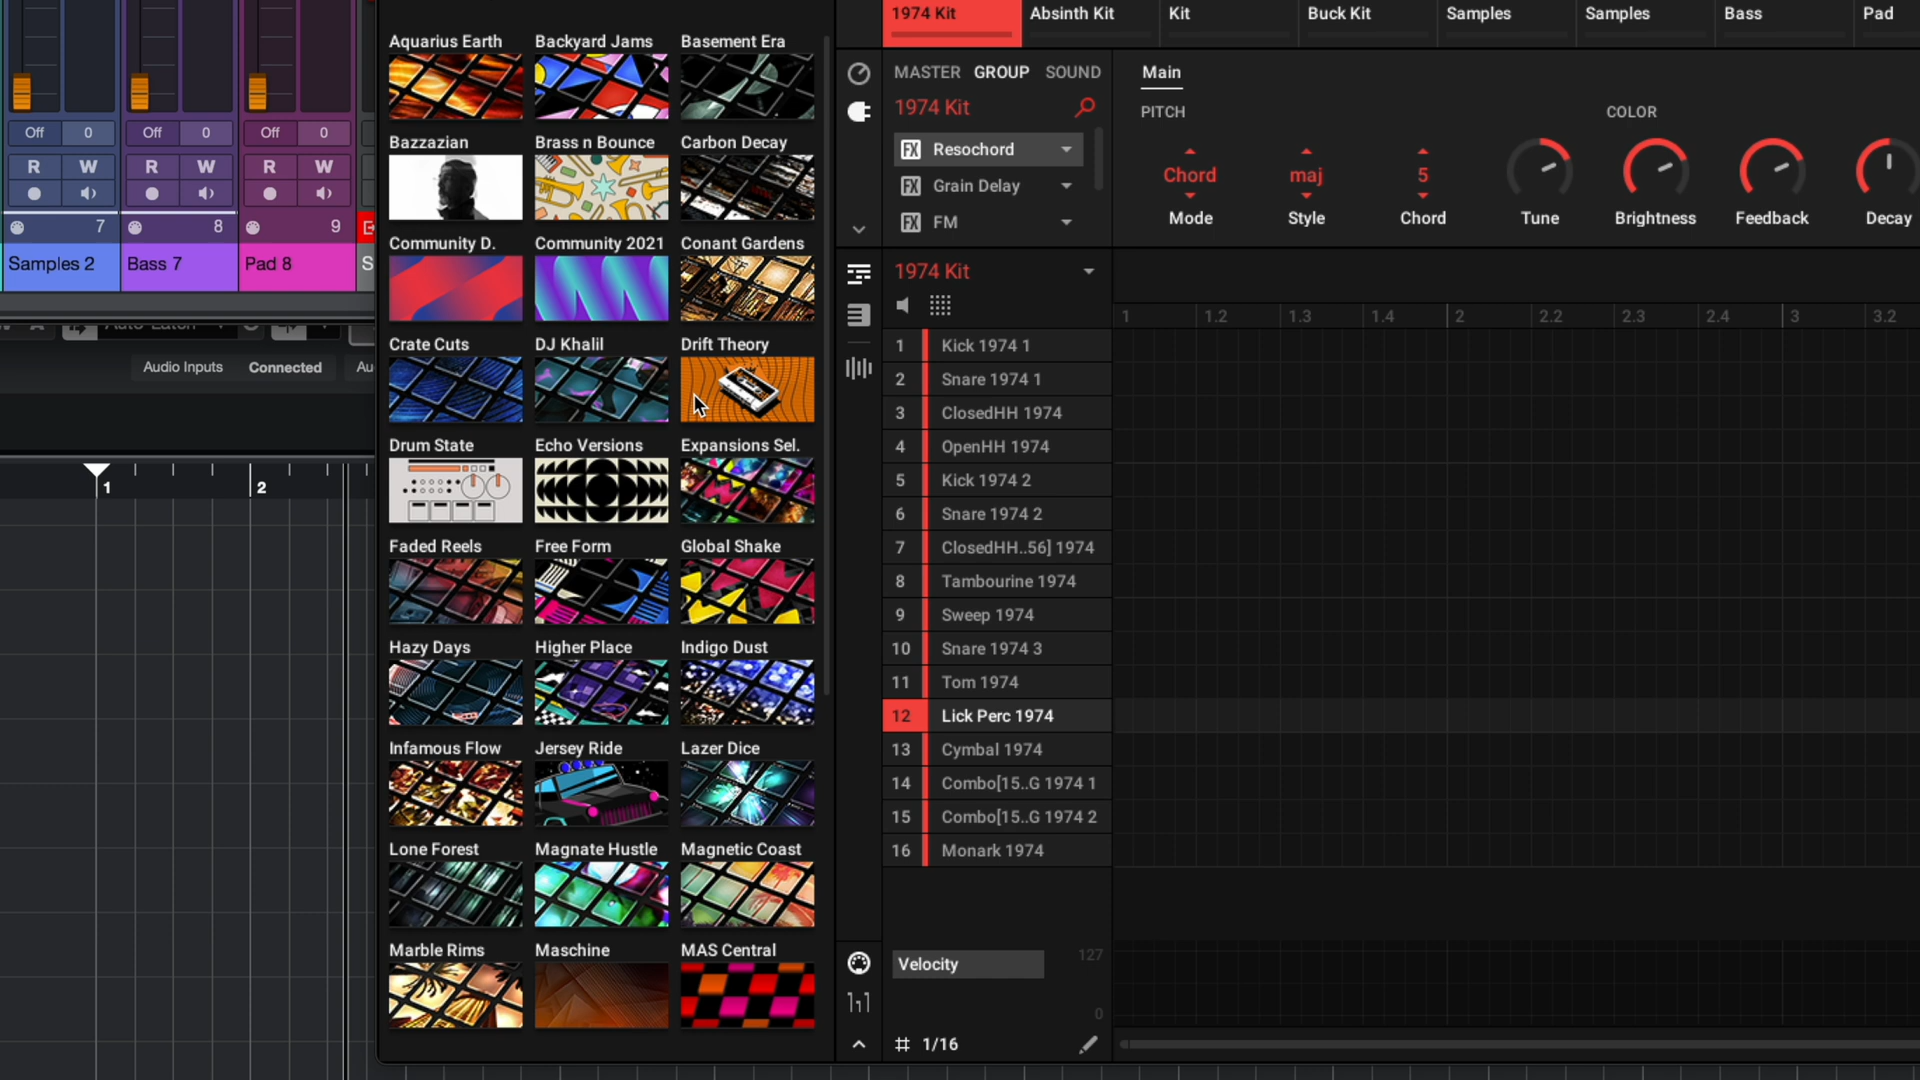 Off 0 Off 0 Off 0
R W R W R W
7 8 9
Samples 2 Bass 7 Pad 8 S
Audio Inputs Connected Au
1 2
Aquarius Earth Backyard Jams Basement Era
Bazzazian Brass n Bounce Carbon Decay
Community D. Community 2021 Conant Gardens
Crate Cuts DJ Khalil Drift Theory
Drum State Echo Versions Expansions Sel.
Faded Reels Free Form Global Shake
Hazy Days Higher Place Indigo Dust
Infamous Flow Jersey Ride Lazer Dice
Lone Forest Magnate Hustle Magnetic Coast
Marble Rims Maschine MAS Central
1974 Kit Absinth Kit Kit Buck Kit Samples Samples Bass Pad
MASTER GROUP SOUND
1974 Kit
FX Resochord
FX Grain Delay
FX FM
Main
PITCH COLOR
Chord maj 5
Mode Style Chord Tune Brightness Feedback Decay
1974 Kit
1 1.2 1.3 1.4 2 2.2 2.3 2.4 3 3.2
1 Kick 1974 1
2 Snare 1974 1
3 ClosedHH 1974
4 OpenHH 1974
5 Kick 1974 2
6 Snare 1974 2
7 ClosedHH..56] 1974
8 Tambourine 1974
9 Sweep 1974
10 Snare 1974 3
11 Tom 1974
12 Lick Perc 1974
13 Cymbal 1974
14 Combo[15..G 1974 1
15 Combo[15..G 1974 2
16 Monark 1974
Velocity 127
0
1/16